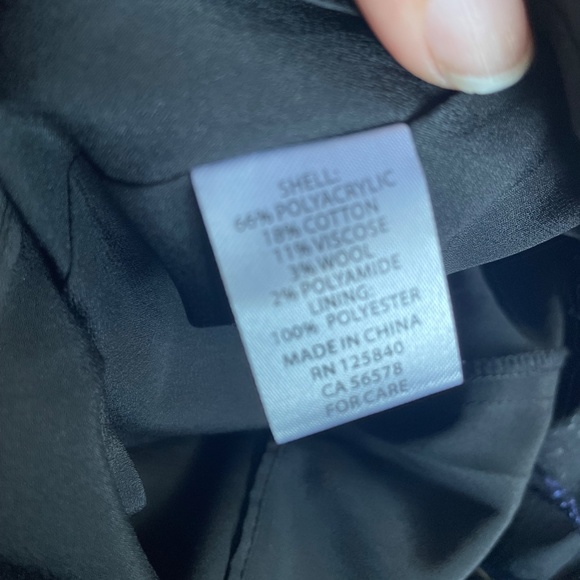 SHELL:
66% POLYACRYLIC
18% COTTON
11% VISCOSE
3% WOOL
2% POLYAMIDE
LINING:
100% POLYESTER
MADE IN CHINA
RN 125840
CA 56578
FOR CARE